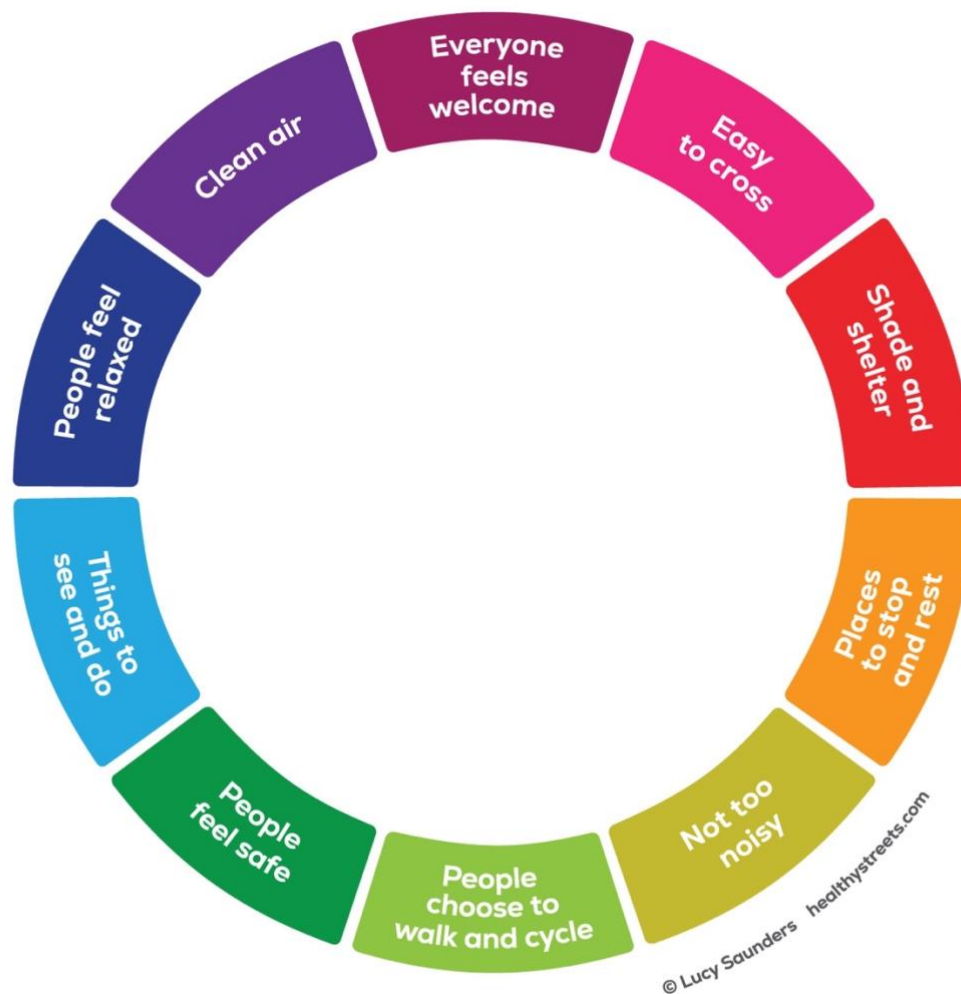 Everyone
feels
welcome
Easy
to cross
Shade and
shelter
Places
to stop
and rest
Not too
noisy
People
choose to
walk and cycle
People
feel safe
Things to
see and do
People feel
relaxed
Clean air
© Lucy Saunders healthystreets.com